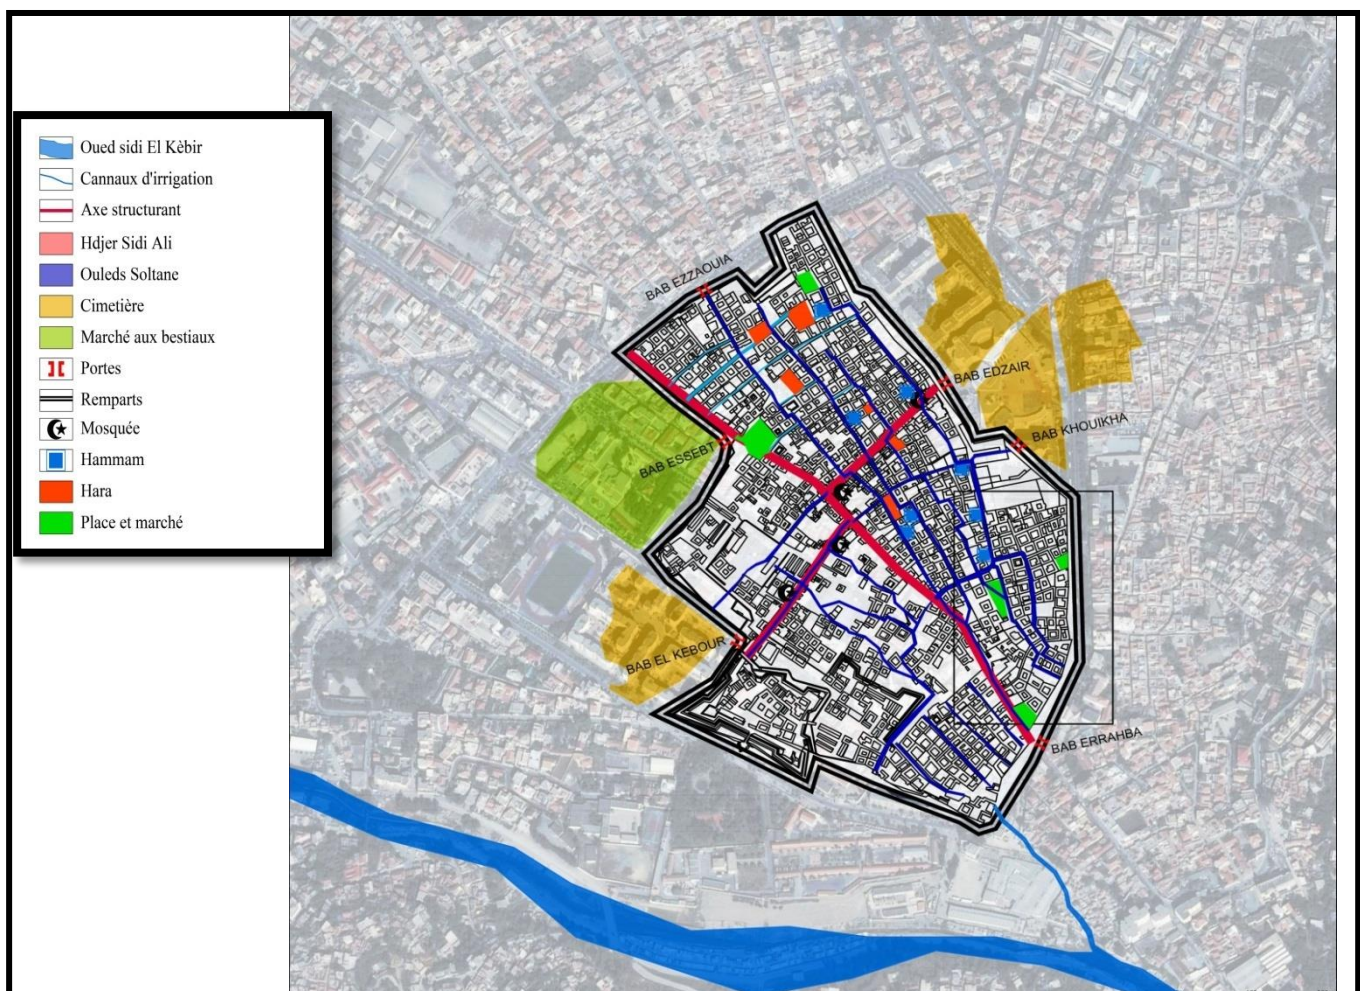 Oued sidi El Kèbir
Cannaux d'irrigation
Axe structurant
Hdjer Sidi Ali
Ouleds Soltane
Cimetière
Marché aux bestiaux
Portes
Remparts
Mosquée
Hammam
Hara
Place et marché
BAB EZZAOUIA
BAB EDZAIR
BAB KHOUIKHA
BAB ESSEBT
BAB EL KEBOUR
BAB ERRAHBA